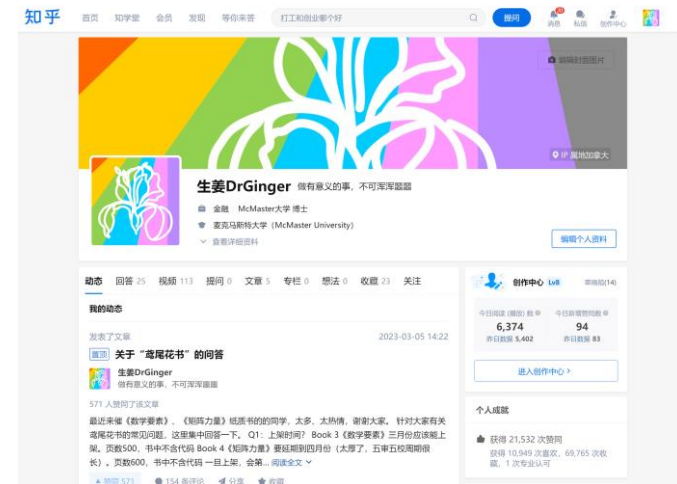 知乎 首页 知学堂 会员 发现 等你来答 打工和创业哪个好 提问 消息 私信 创作中心
编辑封面图片
IP 属地加拿大
生姜DrGinger 做有意义的事，不可浑浑噩噩
金融 McMaster大学 博士
麦克马斯特大学（McMaster University）
查看详细资料
编辑个人资料
动态 回答 25 视频 113 提问 0 文章 5 专栏 0 想法 0 收藏 23 关注
我的动态
发表了文章 2023-03-05 14:22
置顶 关于“鸢尾花书”的问答
生姜DrGinger
做有意义的事，不可浑浑噩噩
571 人赞同了该文章
最近来催《数学要素》、《矩阵力量》纸质书的的同学，太多，太热情，谢谢大家。 针对大家有关
鸢尾花书的常见问题，这里集中回答一下。 Q1：上架时间？ Book 3《数学要素》三月份应该能上
架。页数500，书中不含代码 Book 4《矩阵力量》要延期到四月份（太厚了，五审五校周期很
长）。页数600，书中不含代码 一旦上架，会第... 阅读全文
赞同 571 154 条评论 分享 收藏
创作中心 Lv8 (14)
今日阅读 (播放) 数 今日新增赞同数
6,374 94
昨日数据 5,402 昨日数据 83
进入创作中心
个人成就
获得 21,532 次赞同
获得 10,949 次喜欢，69,765 次收
藏，1 次专业认可